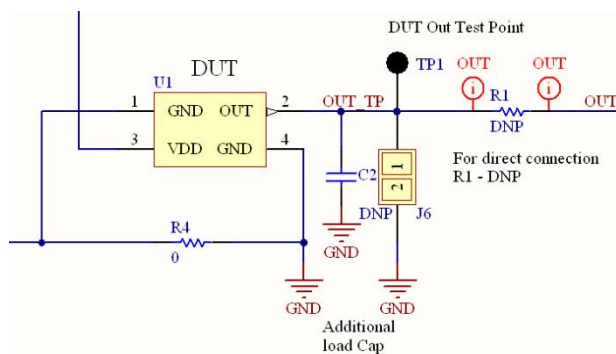 DUT Out Test Point
DUT
U1
TP1
OUT
OUT
i
i
1
GND
OUT
2
OUT_TP
R1
OUT
DNP
3
VDD
GND
4
For direct connection
R1 - DNP
C2
1
2
DNP
J6
R4
0
GND
GND
GND
Additional
load Cap